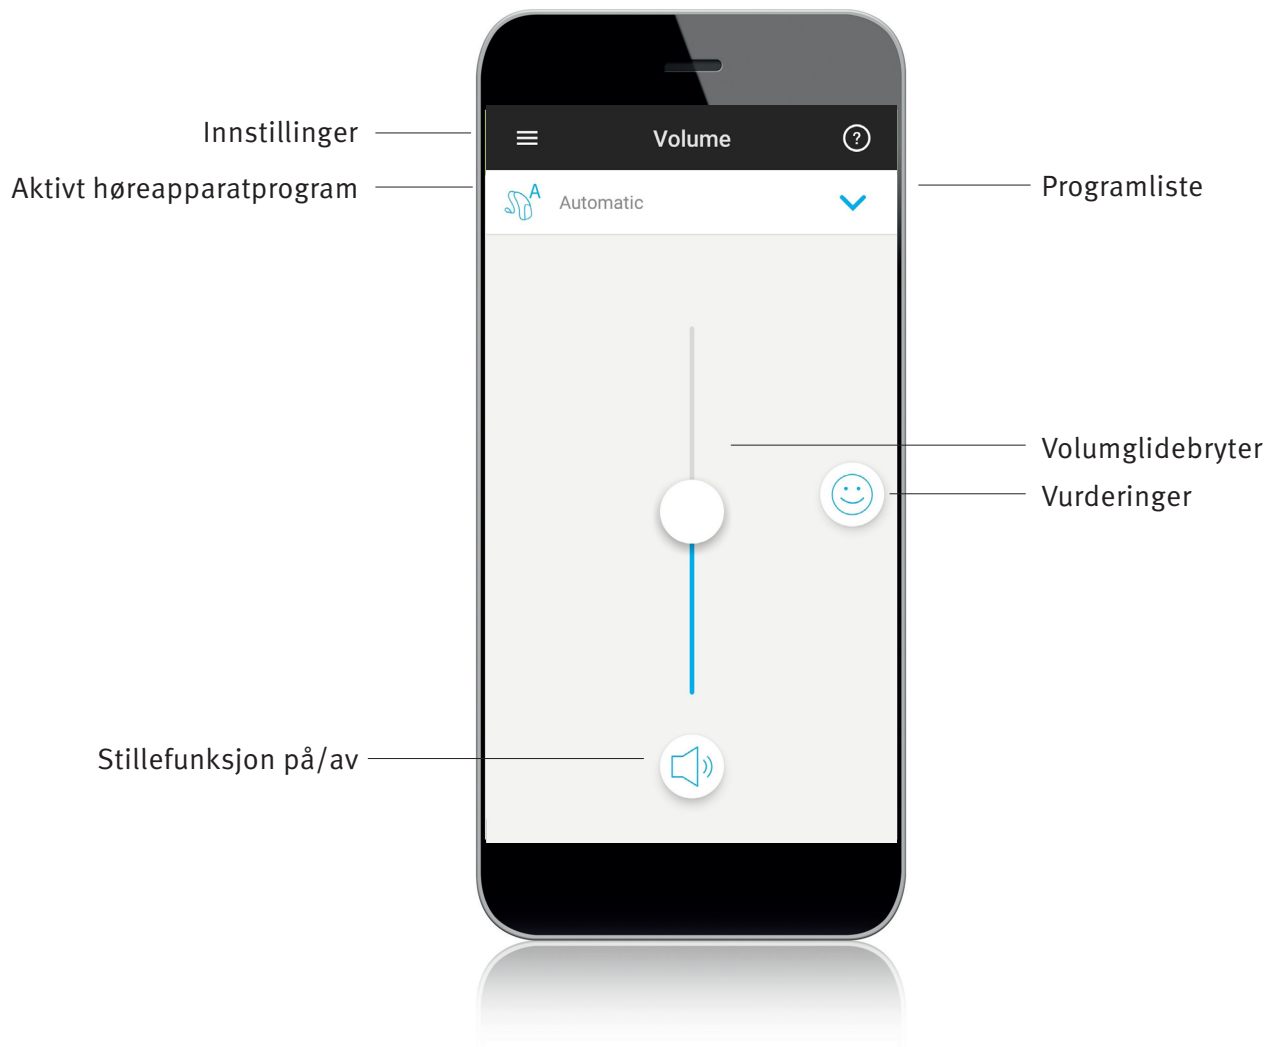 Innstillinger
Volume
?
Aktivt høreapparatprogram
A
Automatic
Programliste
Volumglidebryter
Vurderinger
Stillefunksjon på/av